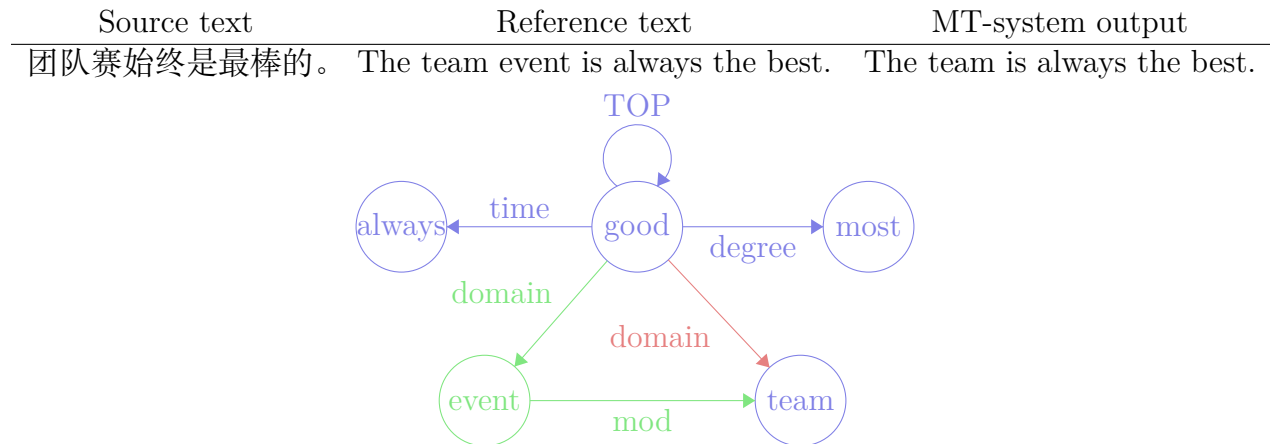 Source text Reference text MT-system output
团队赛始终是最棒的。 The team event is always the best. The team is always the best.
TOP
always time good degree most
domain domain
event mod team